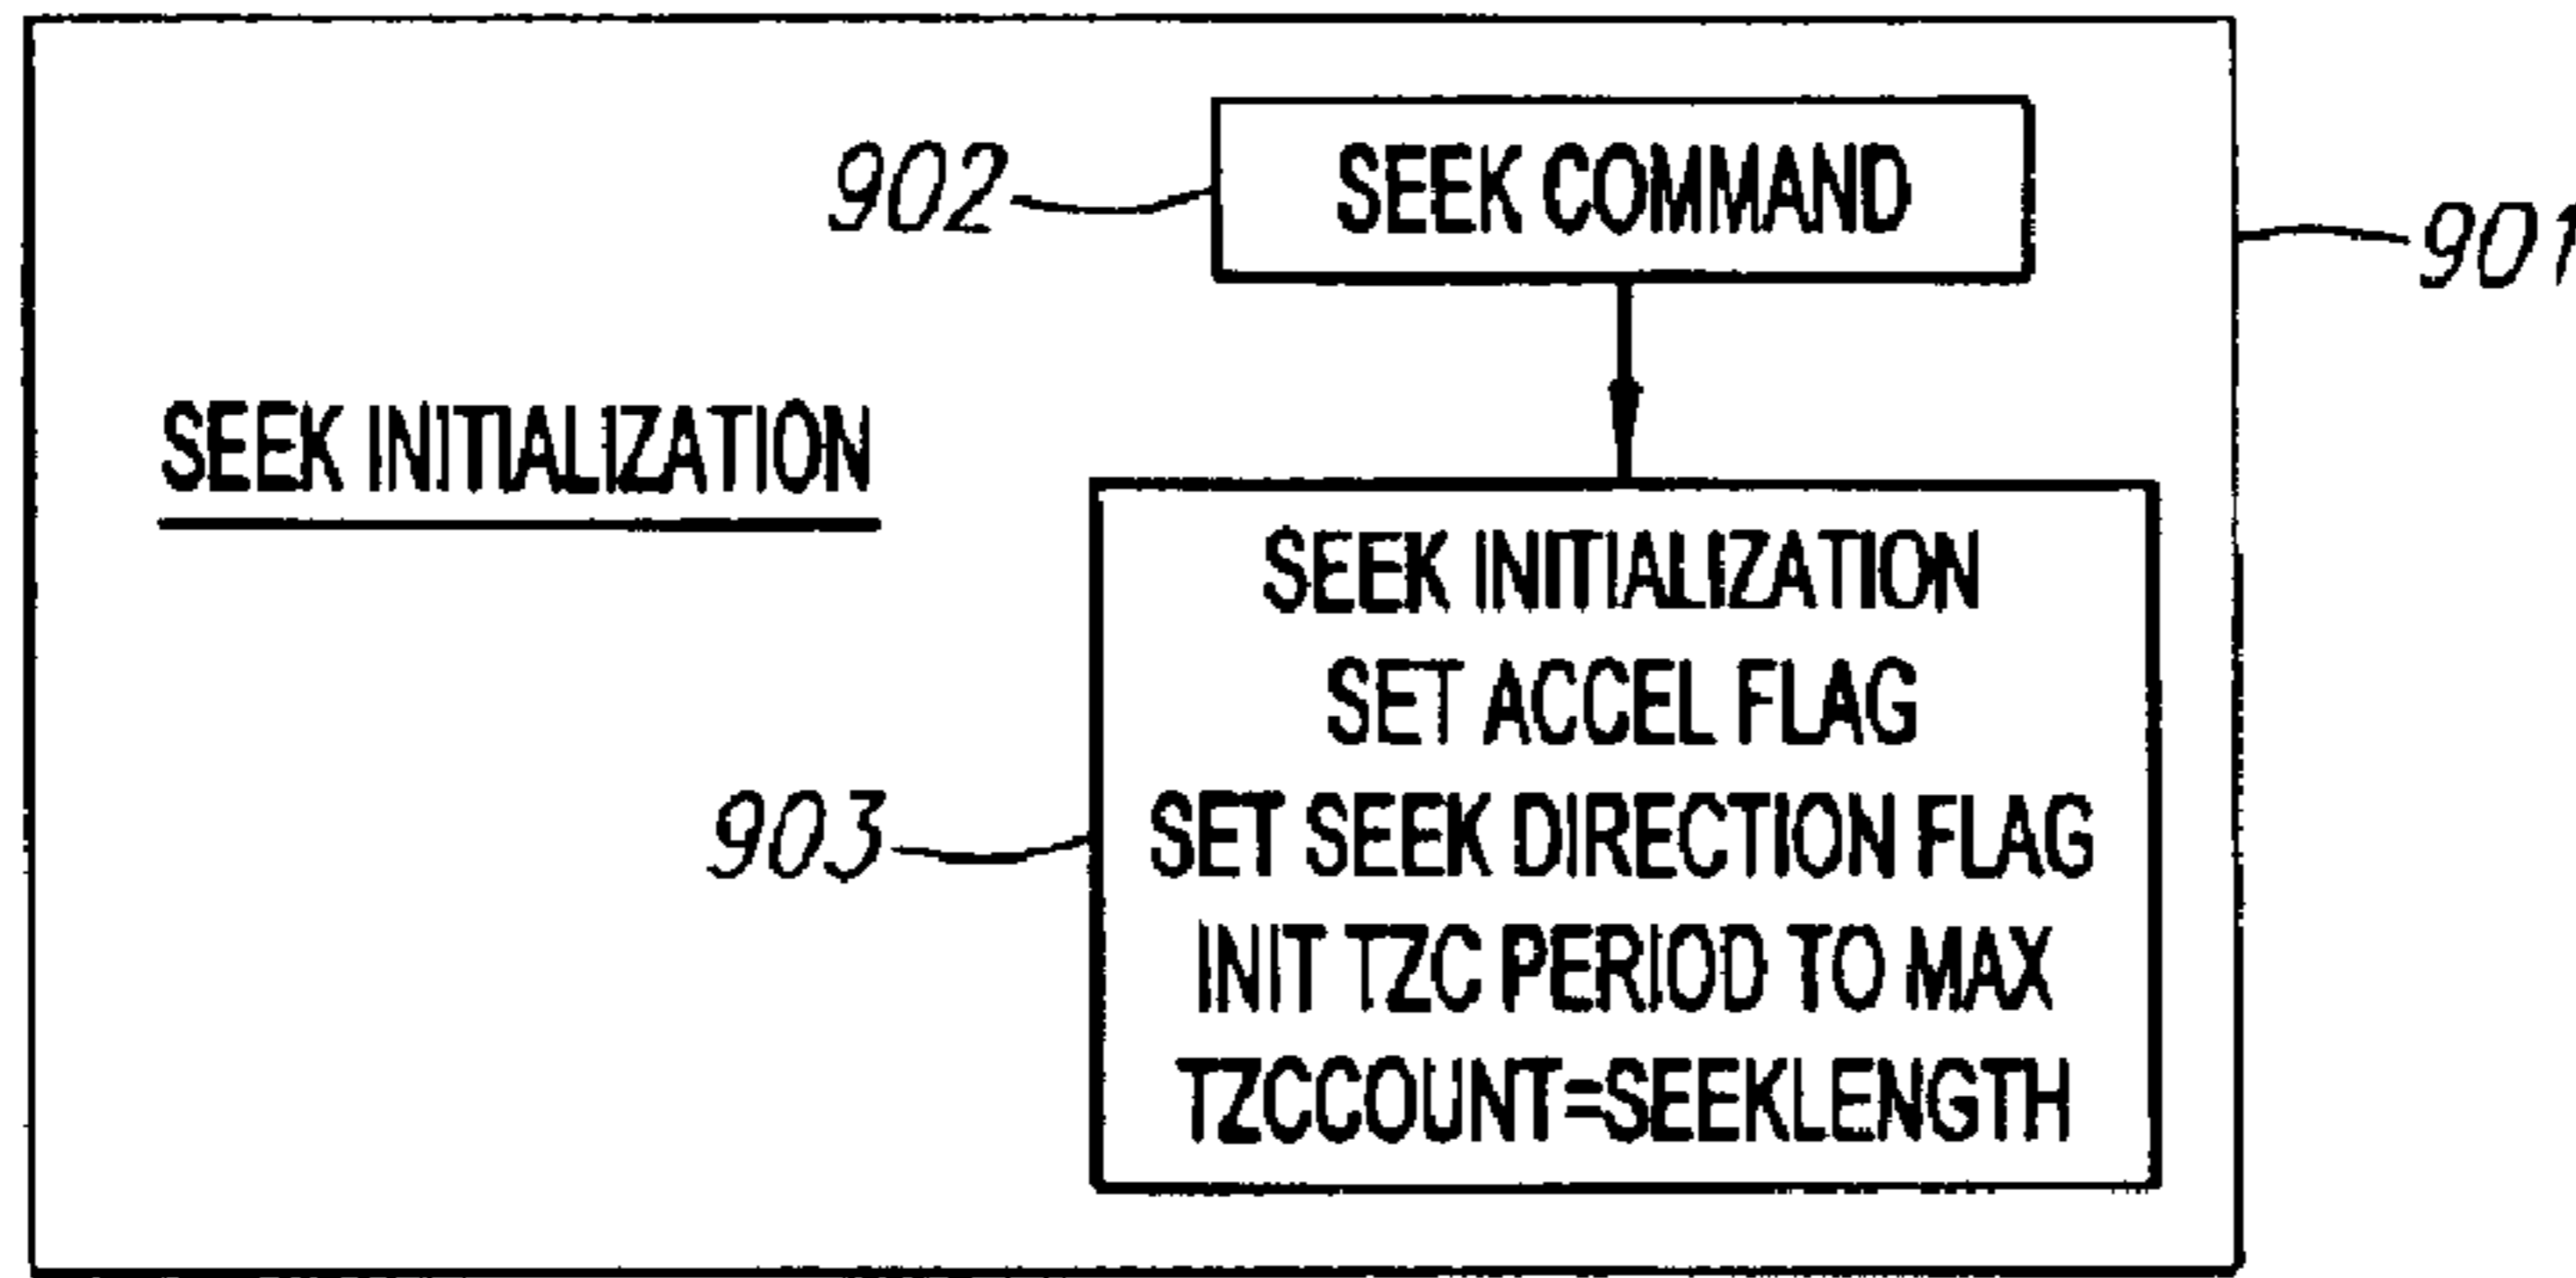 902
SEEK COMMAND
901
SEEK INITIALIZATION
SEEK INITIALIZATION
SET ACCEL FLAG
903
SET SEEK DIRECTION FLAG
INIT TZC PERIOD TO MAX
TZCCOUNT=SEEKLENGTH